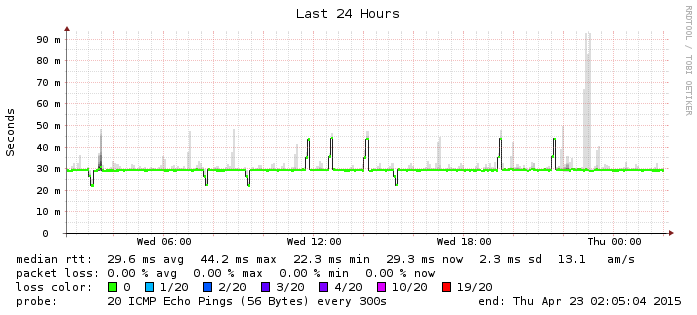 Last 24 Hours
RRDTOOL / TOBI OETIKER
Seconds
90 m
80 m
70 m
60 m
50 m
40 m
30 m
20 m
10 m
0
Wed 06:00 Wed 12:00 Wed 18:00 Thu 00:00
median rtt: 29.6 ms avg 44.2 ms max 22.3 ms min 29.3 ms now 2.3 ms sd 13.1 am/s
packet loss: 0.00 % avg 0.00 % max 0.00 % min 0.00 % now
loss color: 0 1/20 2/20 3/20 4/20 10/20 19/20
probe: 20 ICMP Echo Pings (56 Bytes) every 300s end: Thu Apr 23 02:05:04 2015